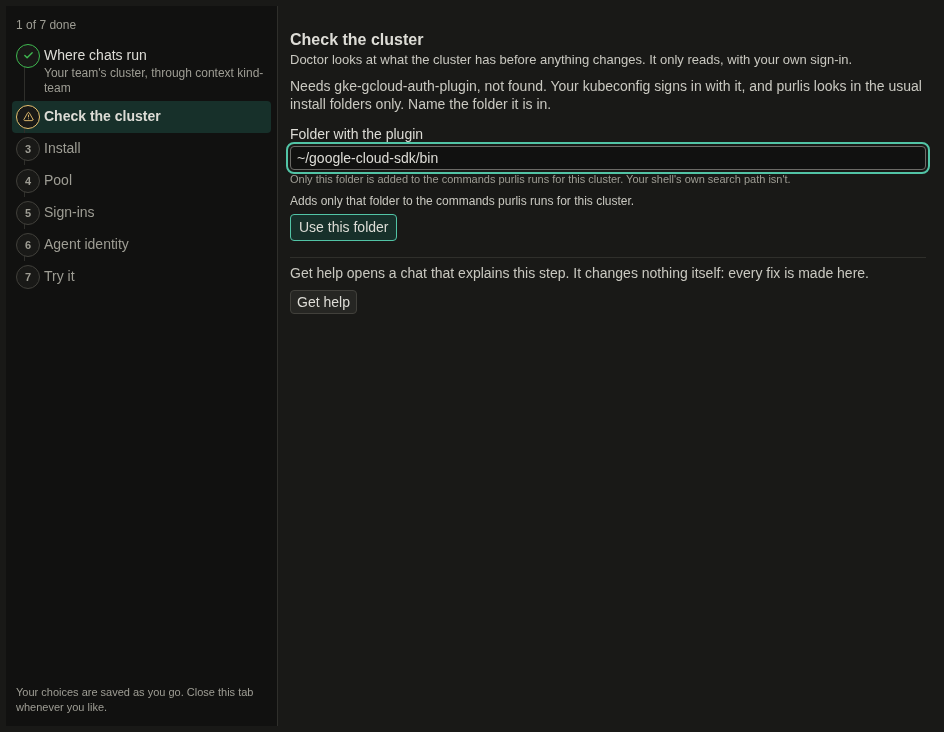 1 of 7 done
Where chats run
Your team's cluster, through context kind-
team
Check the cluster
3 Install
4 Pool
5 Sign-ins
6 Agent identity
7 Try it
Your choices are saved as you go. Close this tab
whenever you like.
Check the cluster
Doctor looks at what the cluster has before anything changes. It only reads, with your own sign-in.
Needs gke-gcloud-auth-plugin, not found. Your kubeconfig signs in with it, and purlis looks in the usual
install folders only. Name the folder it is in.
Folder with the plugin
~/google-cloud-sdk/bin
Only this folder is added to the commands purlis runs for this cluster. Your shell's own search path isn't.
Adds only that folder to the commands purlis runs for this cluster.
Use this folder
Get help opens a chat that explains this step. It changes nothing itself: every fix is made here.
Get help